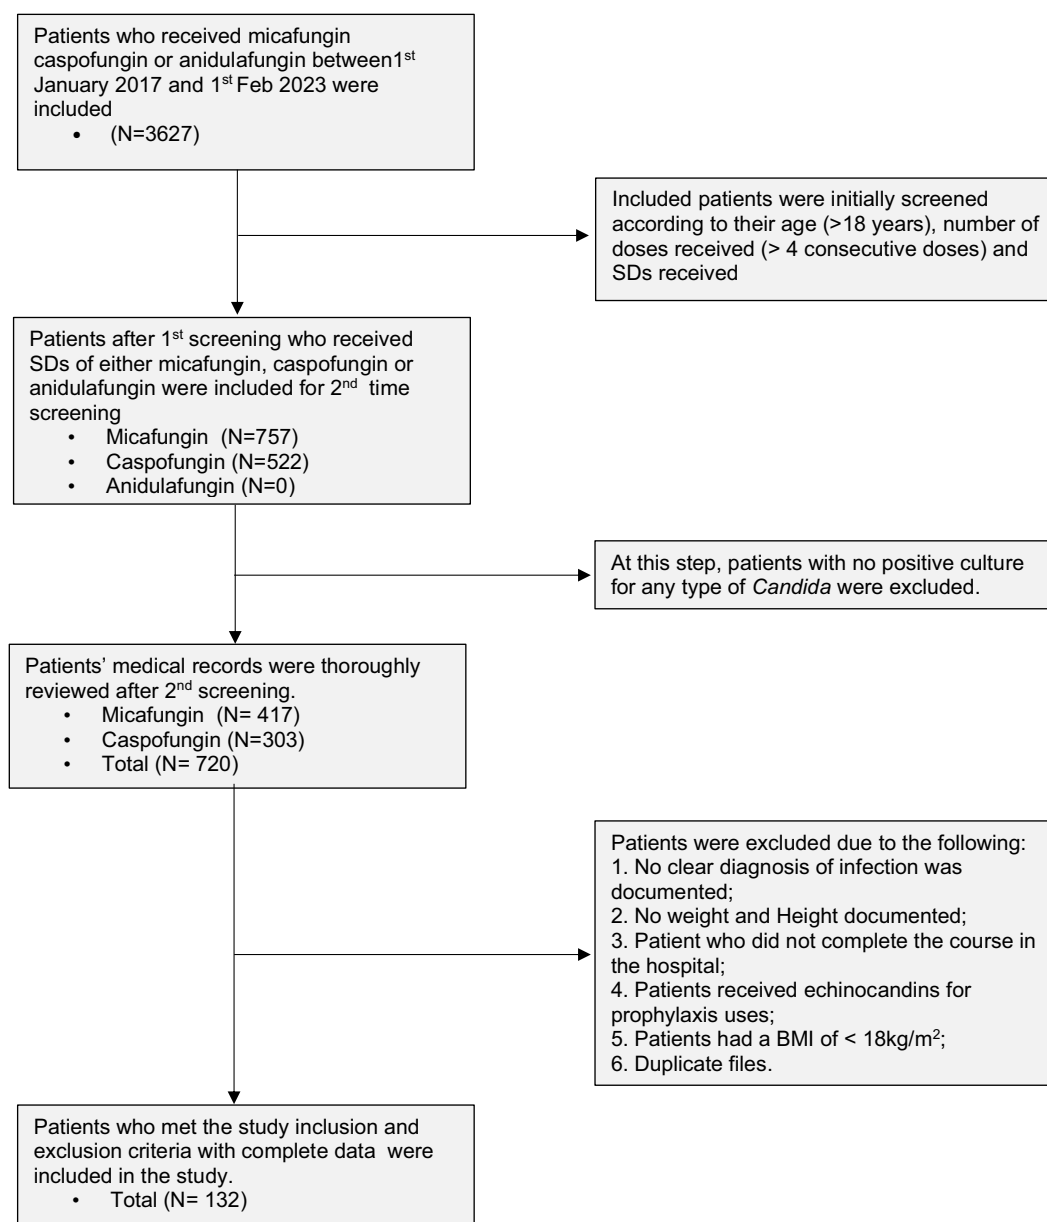 Patients who received micafungin
caspofungin or anidulafungin between1st
January 2017 and 1st Feb 2023 were
included
• (N=3627)
Included patients were initially screened
according to their age (>18 years), number of
doses received (> 4 consecutive doses) and
SDs received
Patients after 1st screening who received
SDs of either micafungin, caspofungin or
anidulafungin were included for 2nd time
screening
• Micafungin (N=757)
• Caspofungin (N=522)
• Anidulafungin (N=0)
At this step, patients with no positive culture
for any type of Candida were excluded.
Patients’ medical records were thoroughly
reviewed after 2nd screening.
• Micafungin (N= 417)
• Caspofungin (N=303)
• Total (N= 720)
Patients were excluded due to the following:
1. No clear diagnosis of infection was
documented;
2. No weight and Height documented;
3. Patient who did not complete the course in
the hospital;
4. Patients received echinocandins for
prophylaxis uses;
5. Patients had a BMI of < 18kg/m²;
6. Duplicate files.
Patients who met the study inclusion and
exclusion criteria with complete data were
included in the study.
• Total (N= 132)